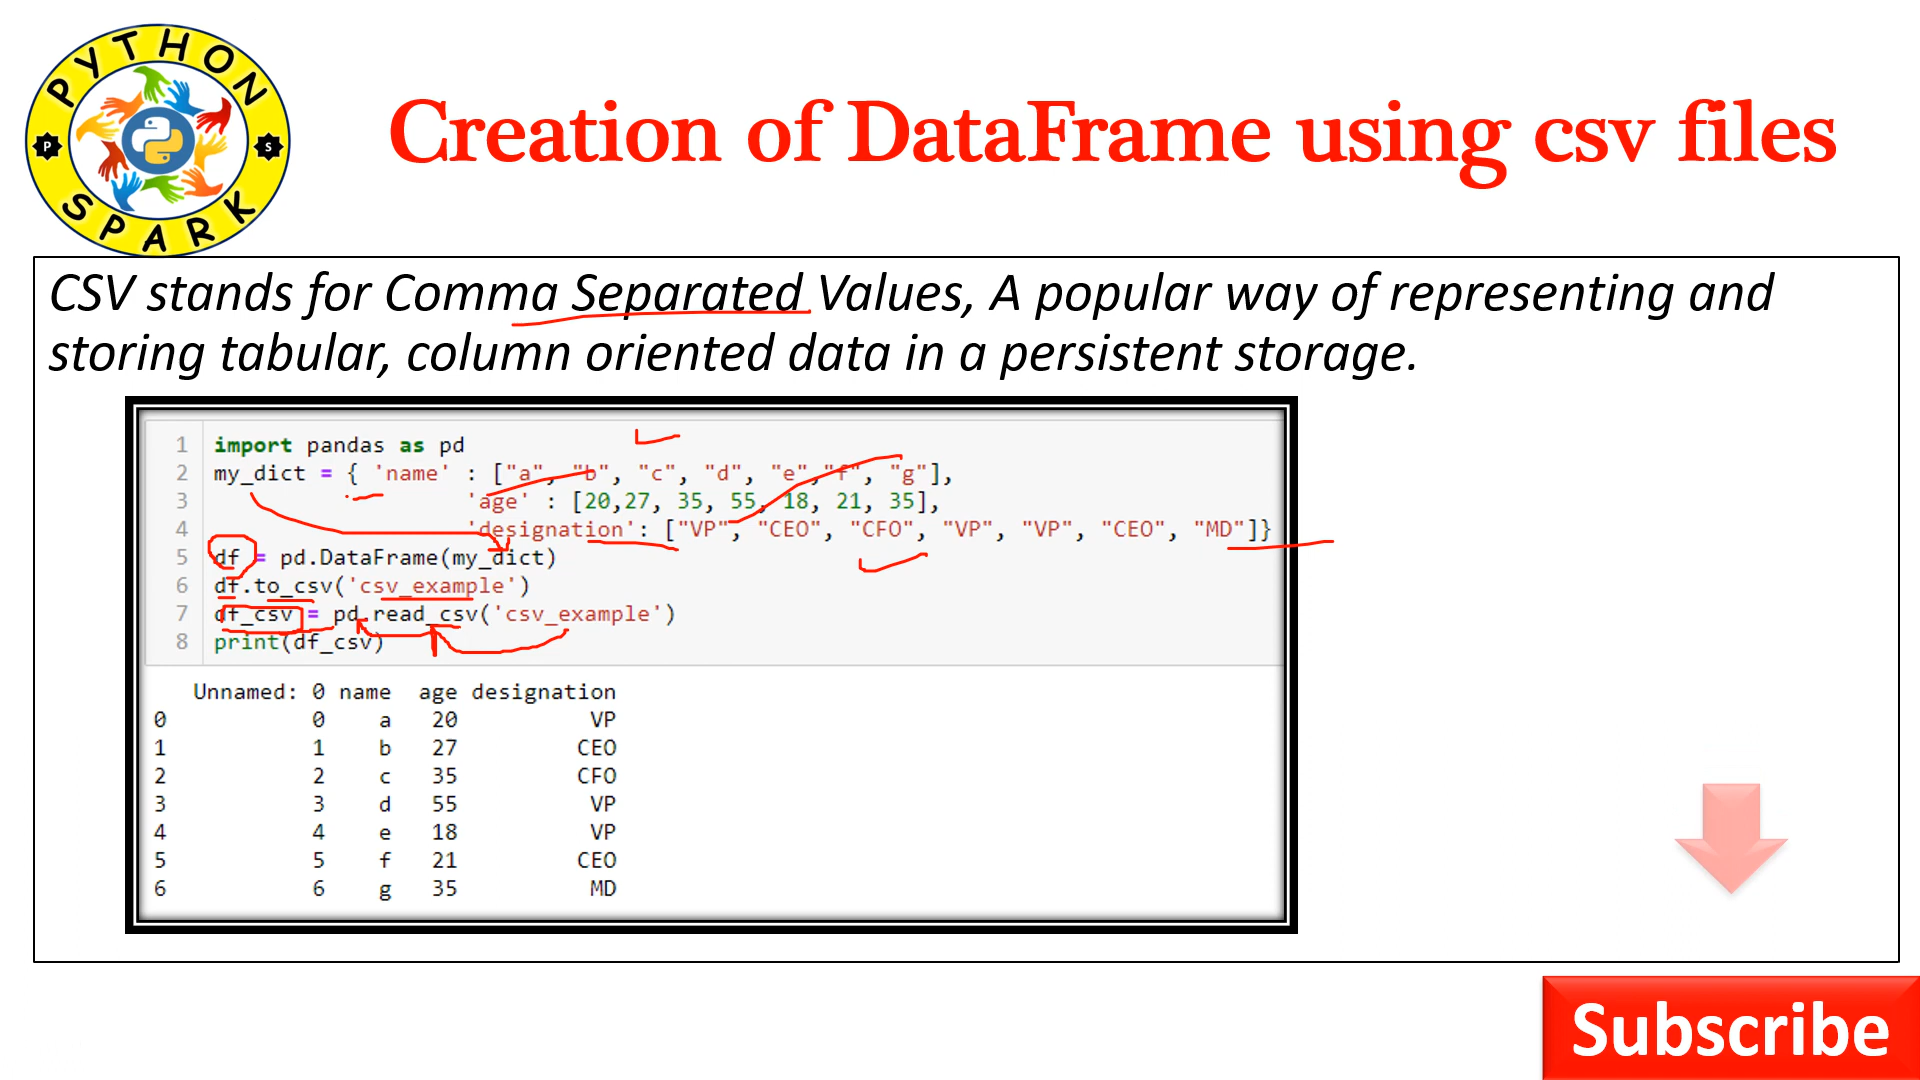 PYTHON
P S
SPARK
Creation of DataFrame using csv files
CSV stands for Comma Separated Values, A popular way of representing and
storing tabular, column oriented data in a persistent storage.
1 import pandas as pd
2 my_dict = { 'name' : ["a", "b", "c", "d", "e", "f", "g"],
3 'age' : [20,27, 35, 55, 18, 21, 35],
4 'designation': ["VP", "CEO", "CFO", "VP", "VP", "CEO", "MD"]}
5 df = pd.DataFrame(my_dict)
6 df.to_csv('csv_example')
7 df_csv = pd.read_csv('csv_example')
8 print(df_csv)
Unnamed: 0 name age designation
0 0 a 20 VP
1 1 b 27 CEO
2 2 c 35 CFO
3 3 d 55 VP
4 4 e 18 VP
5 5 f 21 CEO
6 6 g 35 MD
Subscribe